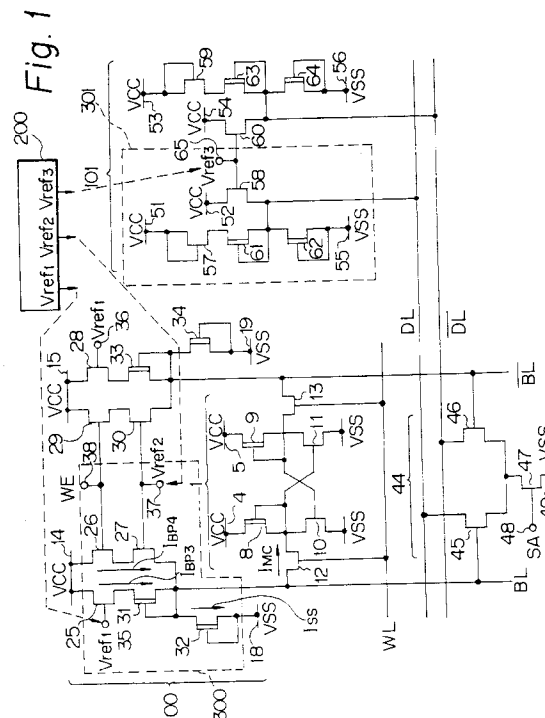 Fig. 1
200
Vref1 Vref2 Vref3
101
301
VCC
51
VCC
52
57
58
61
62
55
VSS
65
Vref3
VCC
53
VCC
54
59
60
63
64
56
VSS
WE
38
VCC
14
VCC
15
25
26
27
28
29
30
31
32
33
34
35
36
37
Vref1
Vref1
Vref2
IBP3
IBP4
ISS
18
VSS
19
VSS
300
4
VCC
5
VCC
8
9
10
11
12
13
IMC
VSS
VSS
WL
BL
BL
DL
DL
44
45
46
47
48
SA
VSS